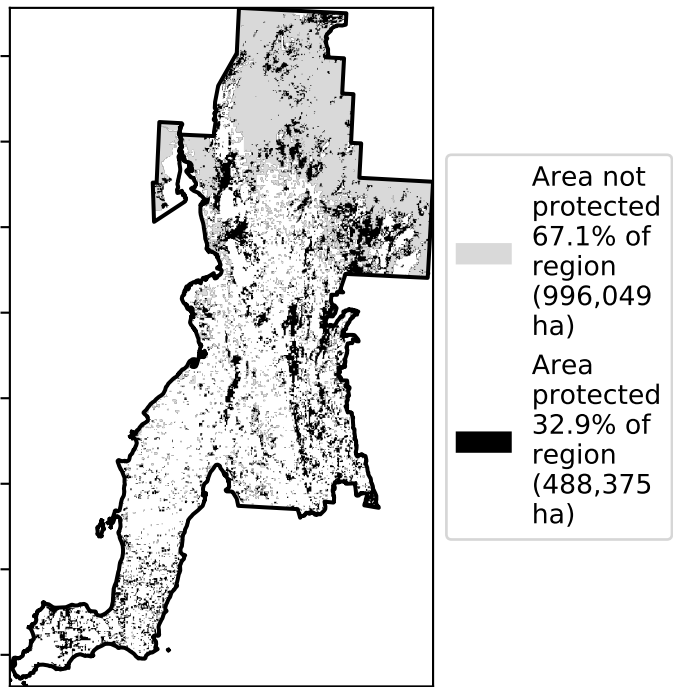 Area not
protected
67.1% of
region
(996,049
ha)
Area
protected
32.9% of
region
(488,375
ha)